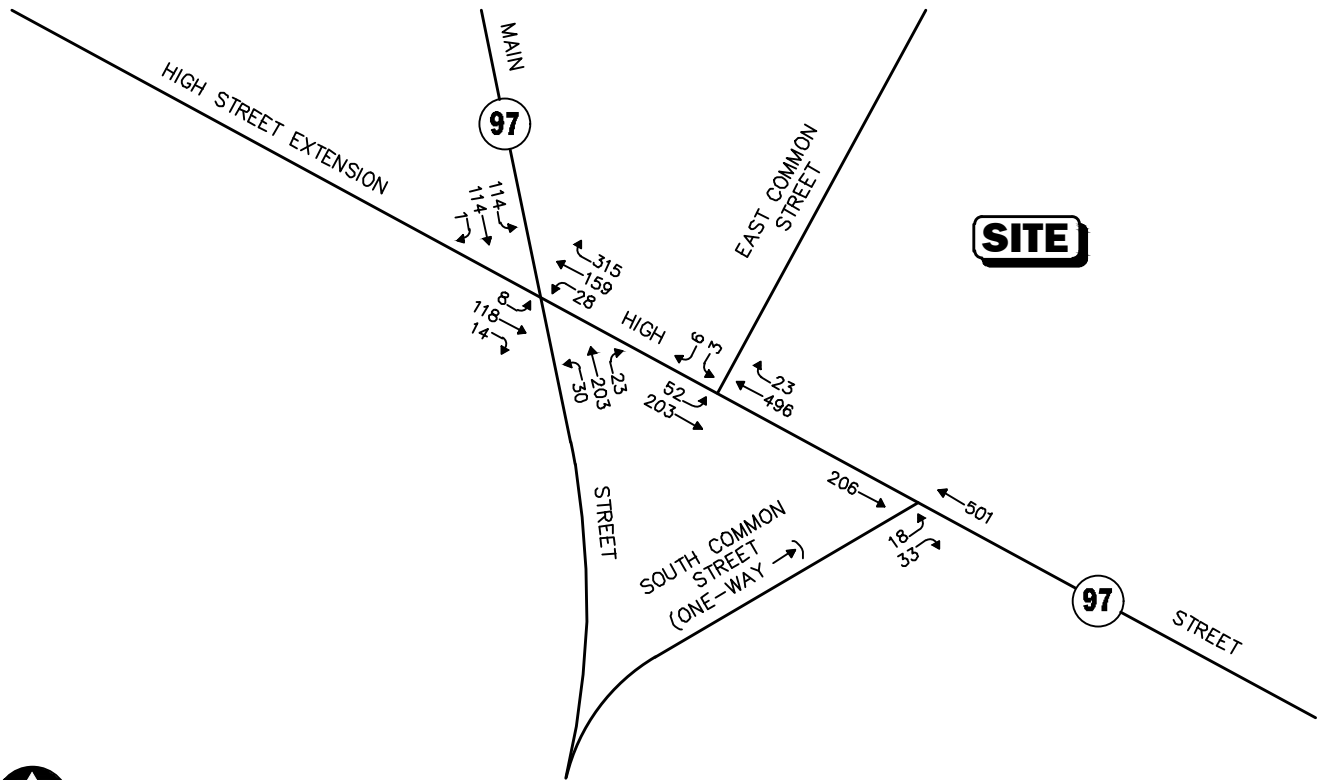 HIGH STREET EXTENSION
MAIN
97
EAST COMMON
STREET
SITE
114
114
1
315
159
28
8
118
14
HIGH
30
203
23
6
3
52
203
23
496
206
501
18
33
STREET
SOUTH COMMON
STREET
(ONE-WAY →)
97
STREET